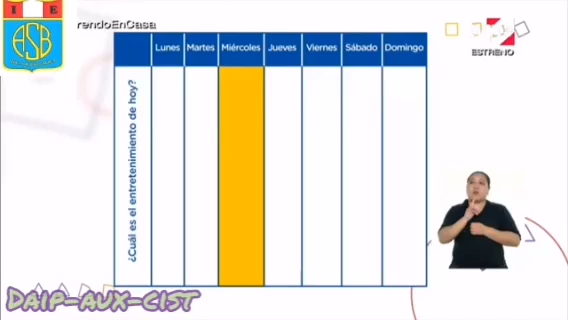 I E
ASB
rendoEnCasa
ESTRENO
Lunes Martes Miércoles Jueves Viernes Sábado Domingo
¿Cuál es el entretenimiento de hoy?
DAIP-AUX-CIST